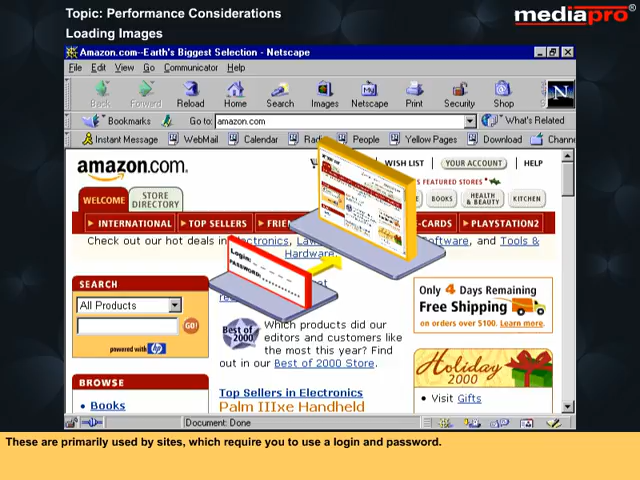 Topic: Performance Considerations
mediapro®
Loading Images
Amazon.com--Earth's Biggest Selection - Netscape
File Edit View Go Communicator Help
Back Forward Reload Home Search Images Netscape Print Security Shop S
N
Bookmarks Go to: amazon.com What's Related
Instant Message WebMail Calendar People Yellow Pages Download Chann
amazon.com. WISH LIST YOUR ACCOUNT HELP
FEATURED STORES
WELCOME STORE DIRECTORY BOOKS HEALTH & BEAUTY KITCHEN
INTERNATIONAL TOP SELLERS FRIEN -CARDS PLAYSTATION2
Check out our hot deals in Electronics, Law oftware, and Tools &
Hardware
Login:
PASSWORD:
SEARCH
All Products
GO!
powered with hp
Only 4 Days Remaining
Free Shipping
on orders over $100. Learn more.
Best of 2000
Which products did our
editors and customers like
the most this year? Find
out in our Best of 2000 Store.
Holiday
2000
BROWSE
Books
Top Sellers in Electronics
Palm IIIxe Handheld
Visit Gifts
Document: Done
These are primarily used by sites, which require you to use a login and password.